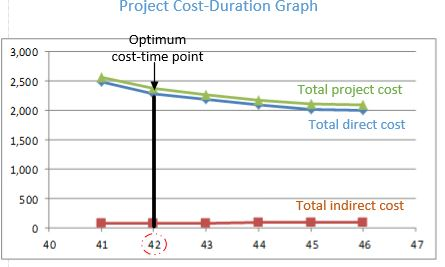 Project Cost-Duration Graph
Optimum
cost-time point
3,000
2,500
2,000
1,500
1,000
500
0
Total project cost
Total direct cost
Total indirect cost
40 41 42 43 44 45 46 47